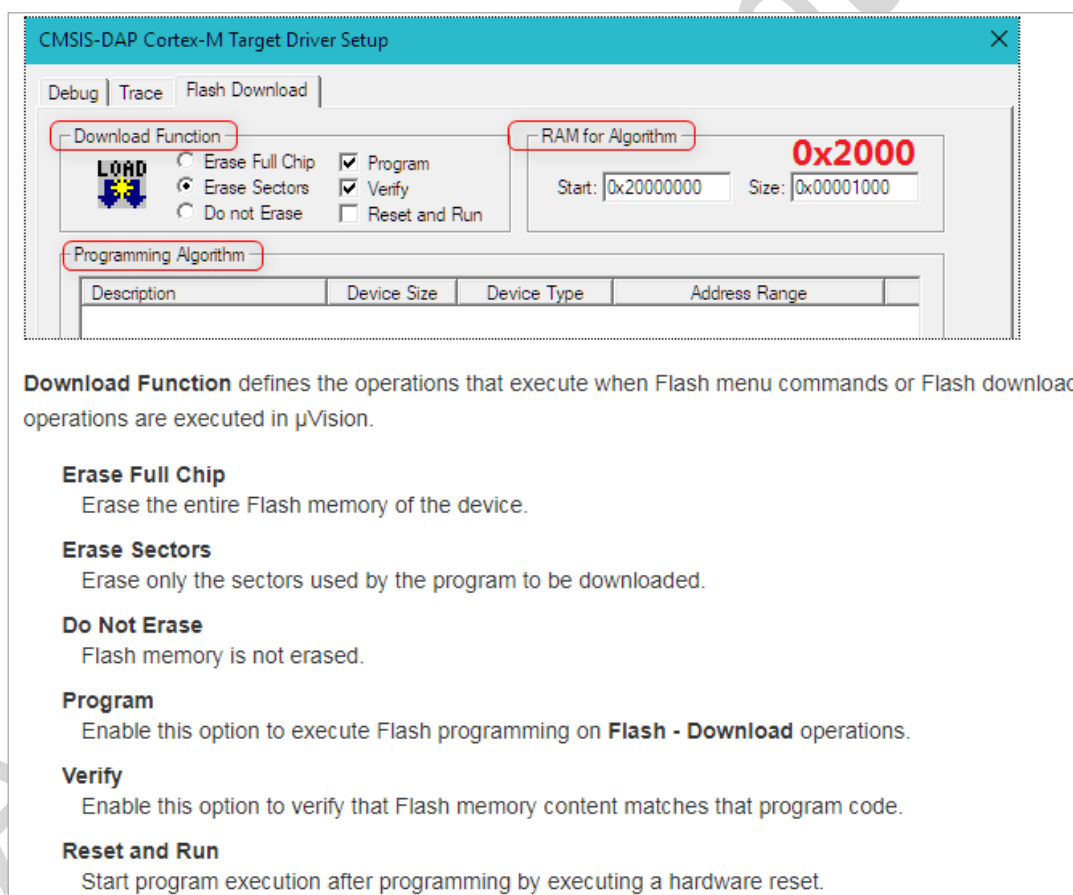 CMSIS-DAP Cortex-M Target Driver Setup
Debug Trace Flash Download
Download Function
LOAD
Erase Full Chip
Erase Sectors
Do not Erase
Program
Verify
Reset and Run
RAM for Algorithm
0x2000
Start: 0x20000000 Size: 0x00001000
Programming Algorithm
Description Device Size Device Type Address Range
Download Function defines the operations that execute when Flash menu commands or Flash download
operations are executed in µVision.
Erase Full Chip
Erase the entire Flash memory of the device.
Erase Sectors
Erase only the sectors used by the program to be downloaded.
Do Not Erase
Flash memory is not erased.
Program
Enable this option to execute Flash programming on Flash - Download operations.
Verify
Enable this option to verify that Flash memory content matches that program code.
Reset and Run
Start program execution after programming by executing a hardware reset.